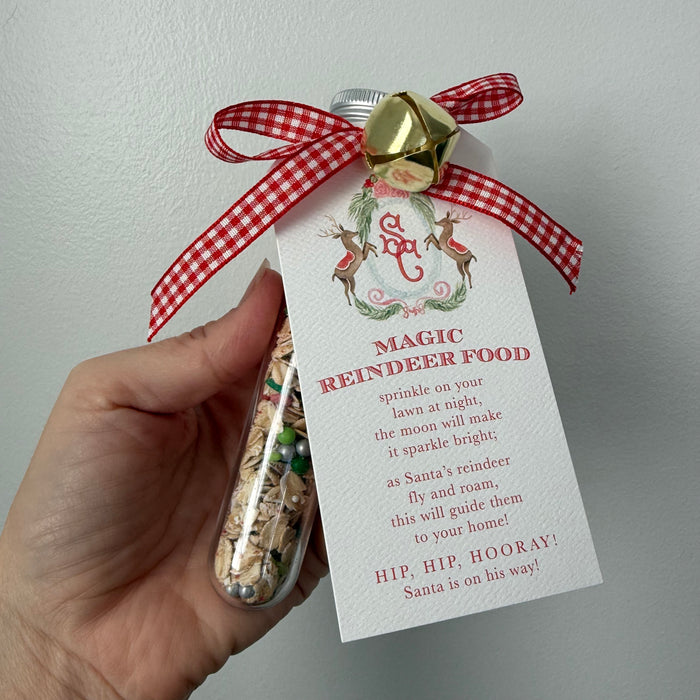 SC
MAGIC
REINDEER FOOD
sprinkle on your
lawn at night,
the moon will make
it sparkle bright;
as Santa's reindeer
fly and roam,
this will guide them
to your home!
HIP, HIP, HOORAY!
Santa is on his way!